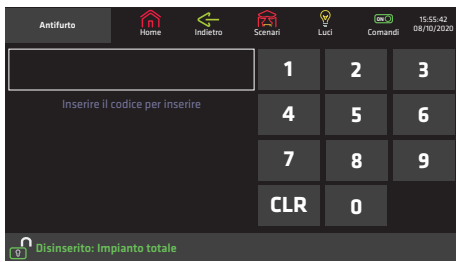 Antifurto
Home
Indietro
Scenari
Luci
ON
Comandi
15:55:42
08/10/2020
1 2 3
Inserire il codice per inserire
4 5 6
7 8 9
CLR 0
Disinserito: Impianto totale